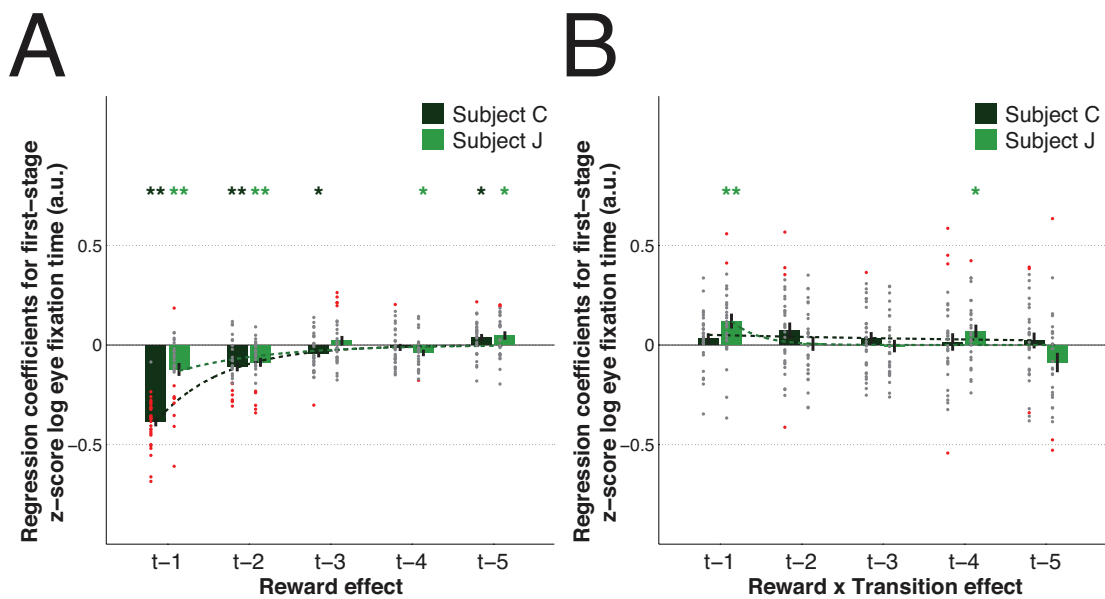 A
Subject C
Subject J
Regression coefficients for first−stage
z−score log eye fixation time (a.u.)
** ** ** ** * * * *
0.5
0
−0.5
t−1 t−2 t−3 t−4 t−5
Reward effect
B
Subject C
Subject J
Regression coefficients for first−stage
z−score log eye fixation time (a.u.)
** *
0.5
0
−0.5
t−1 t−2 t−3 t−4 t−5
Reward x Transition effect